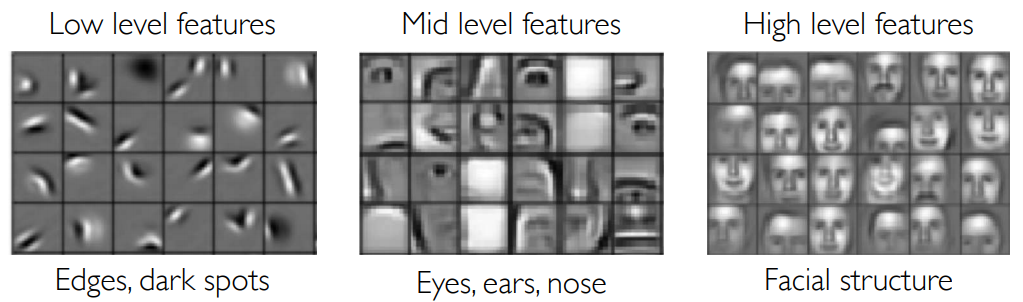 Low level features
Mid level features
High level features
Edges, dark spots
Eyes, ears, nose
Facial structure